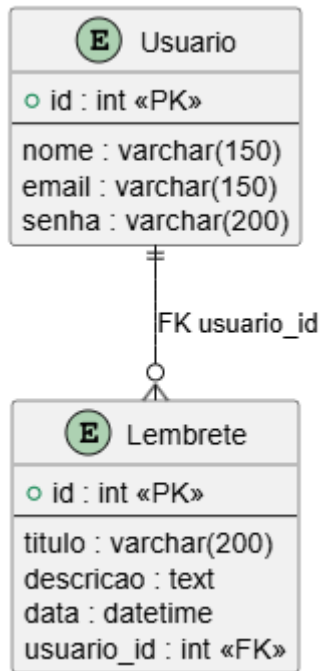 E Usuario
id : int «PK»
nome : varchar(150)
email : varchar(150)
senha : varchar(200)
FK usuario_id
E Lembrete
id : int «PK»
titulo : varchar(200)
descricao : text
data : datetime
usuario_id : int «FK»